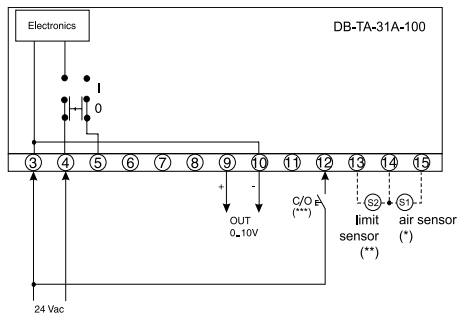 Electronics
DB-TA-31A-100
I
0
3 4 5 6 7 8 9 10 11 12 13 14 15
+ -
OUT
0_10V
C/O
(***)
S2 S1
limit
sensor
(**)
air sensor
(*)
24 Vac